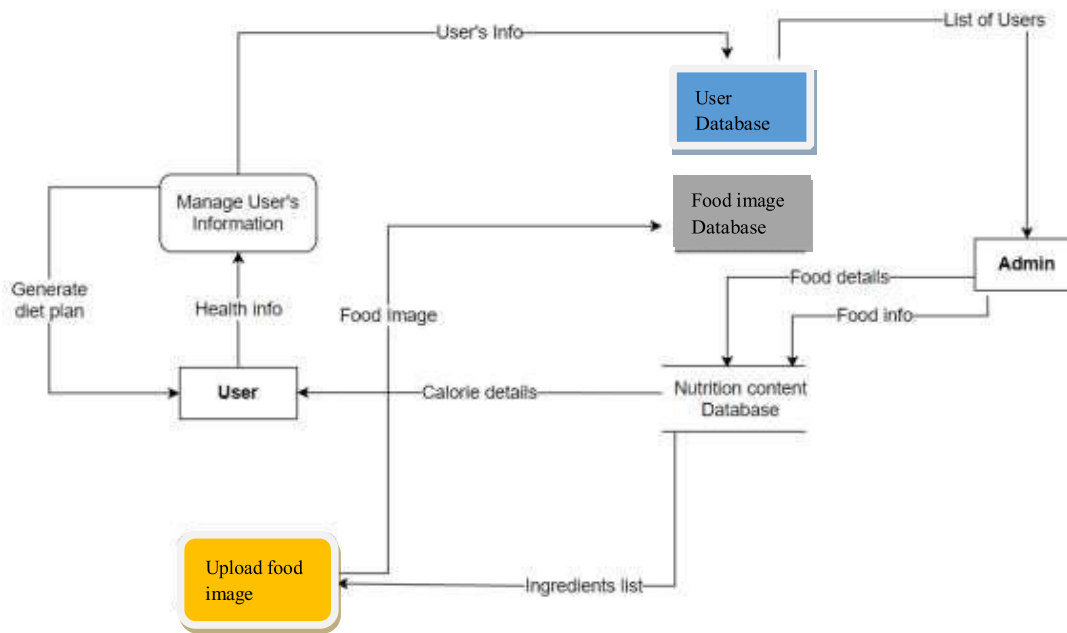 List of Users
User's Info
User
Database
Manage User's
Information
Food image
Database
Admin
Food details
Generate
diet plan
Health info
Food Image
Food info
User
Calorie details
Nutrition content
Database
Upload food
image
Ingredients list